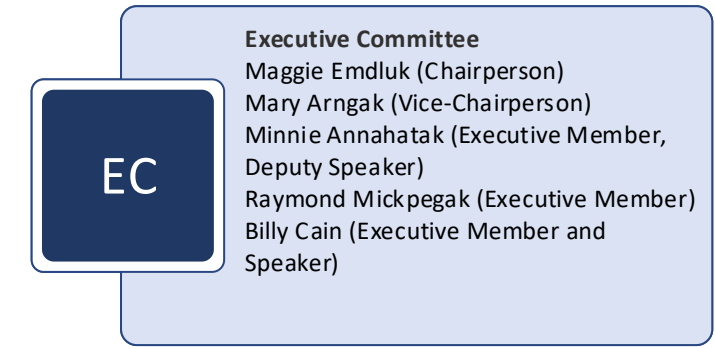 EC
Executive Committee
Maggie Emdluk (Chairperson)
Mary Arngak (Vice-Chairperson)
Minnie Annahatak (Executive Member,
Deputy Speaker)
Raymond Mickpegak (Executive Member)
Billy Cain (Executive Member and
Speaker)